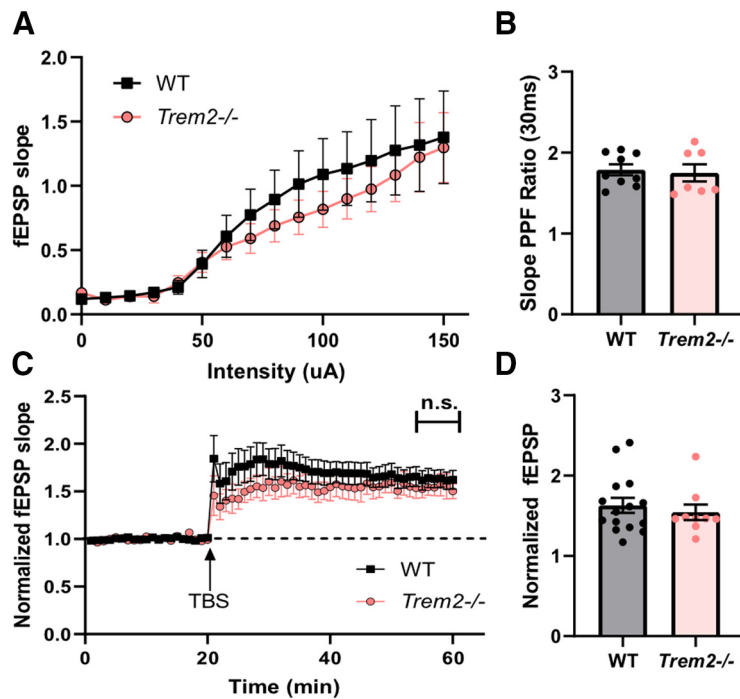 A
fEPSP slope
2.0
1.5
1.0
0.5
0.0
WT
Trem2-/-
0
50
100
150
Intensity (uA)
B
Slope PPF Ratio (30ms)
3
2
1
0
WT
Trem2-/-
C
Normalized fEPSP slope
2.5
2.0
1.5
1.0
0.5
0.0
n.s.
TBS
WT
Trem2-/-
0
20
40
60
Time (min)
D
Normalized fEPSP
3
2
1
0
WT
Trem2-/-